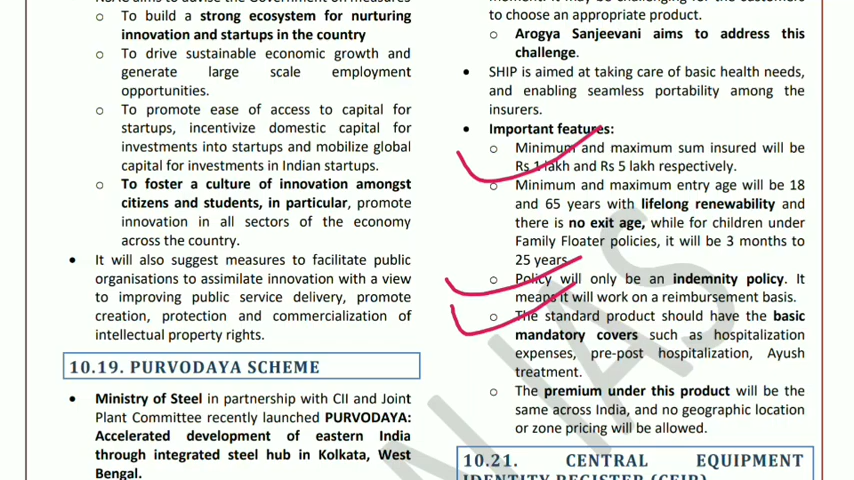 to build a strong ecosystem for nurturing
innovation and startups in the country
o To drive sustainable economic growth and
generate large scale employment
opportunities.
o To promote ease of access to capital for
startups, incentivize domestic capital for
investments into startups and mobilize global
capital for investments in Indian startups.
o To foster a culture of innovation amongst
citizens and students, in particular, promote
innovation in all sectors of the economy
across the country.
• It will also suggest measures to facilitate public
organisations to assimilate innovation with a view
to improving public service delivery, promote
creation, protection and commercialization of
intellectual property rights.
10.19. PURVODAYA SCHEME
• Ministry of Steel in partnership with CII and Joint
Plant Committee recently launched PURVODAYA:
Accelerated development of eastern India
through integrated steel hub in Kolkata, West
Bengal.
to choose an appropriate product.
o Arogya Sanjeevani aims to address this
challenge.
• SHIP is aimed at taking care of basic health needs,
and enabling seamless portability among the
insurers.
• Important features:
o Minimum and maximum sum insured will be
Rs 1 lakh and Rs 5 lakh respectively.
o Minimum and maximum entry age will be 18
and 65 years with lifelong renewability and
there is no exit age, while for children under
Family Floater policies, it will be 3 months to
25 years.
o Policy will only be an indemnity policy. It
means it will work on a reimbursement basis.
o The standard product should have the basic
mandatory covers such as hospitalization
expenses, pre-post hospitalization, Ayush
treatment.
o The premium under this product will be the
same across India, and no geographic location
or zone pricing will be allowed.
10.21. CENTRAL EQUIPMENT
IDENTITY REGISTER (CEIR)